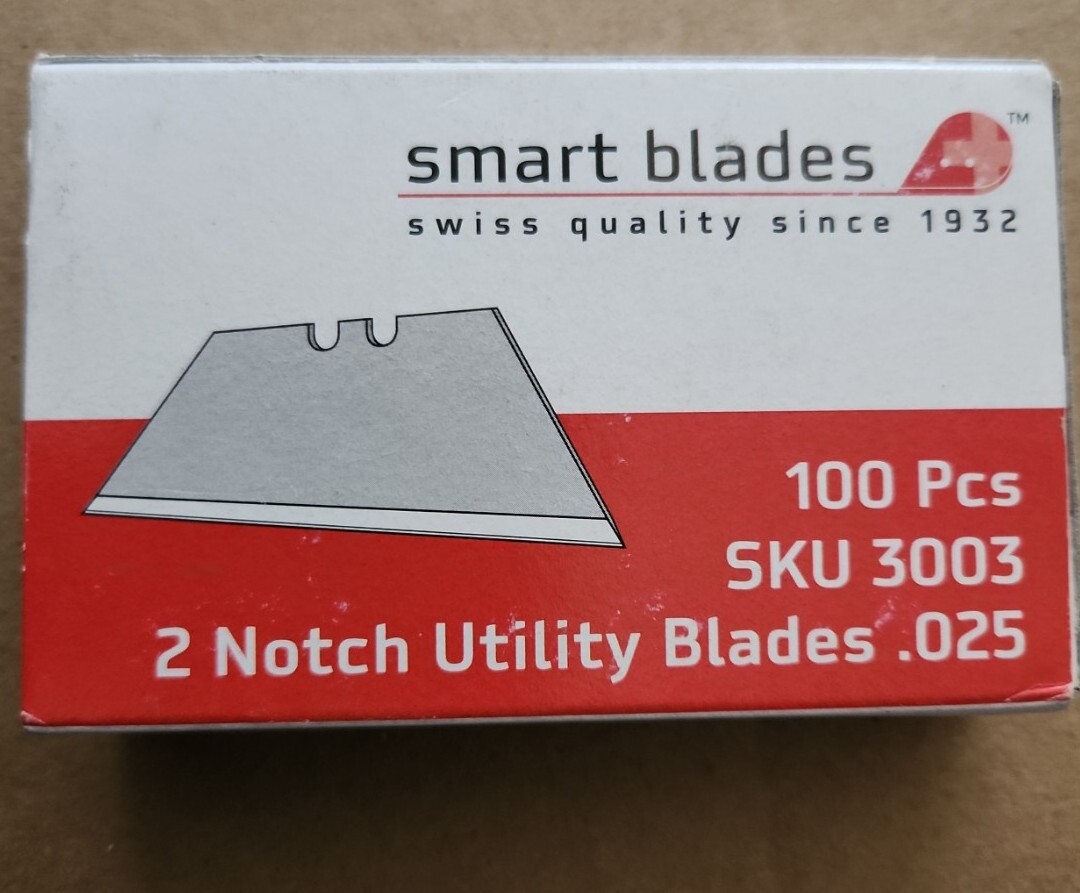 smart blades TM
swiss quality since 1932
100 Pcs
SKU 3003
2 Notch Utility Blades .025